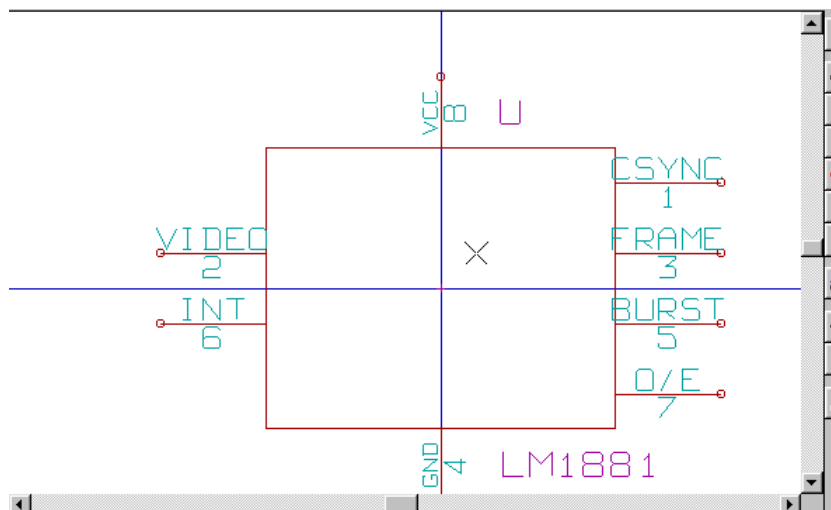 VCC
8
U
CSYNC
1
VIDEO
2
FRAME
3
INT
6
BURST
5
O/E
7
GND
4
LM1881